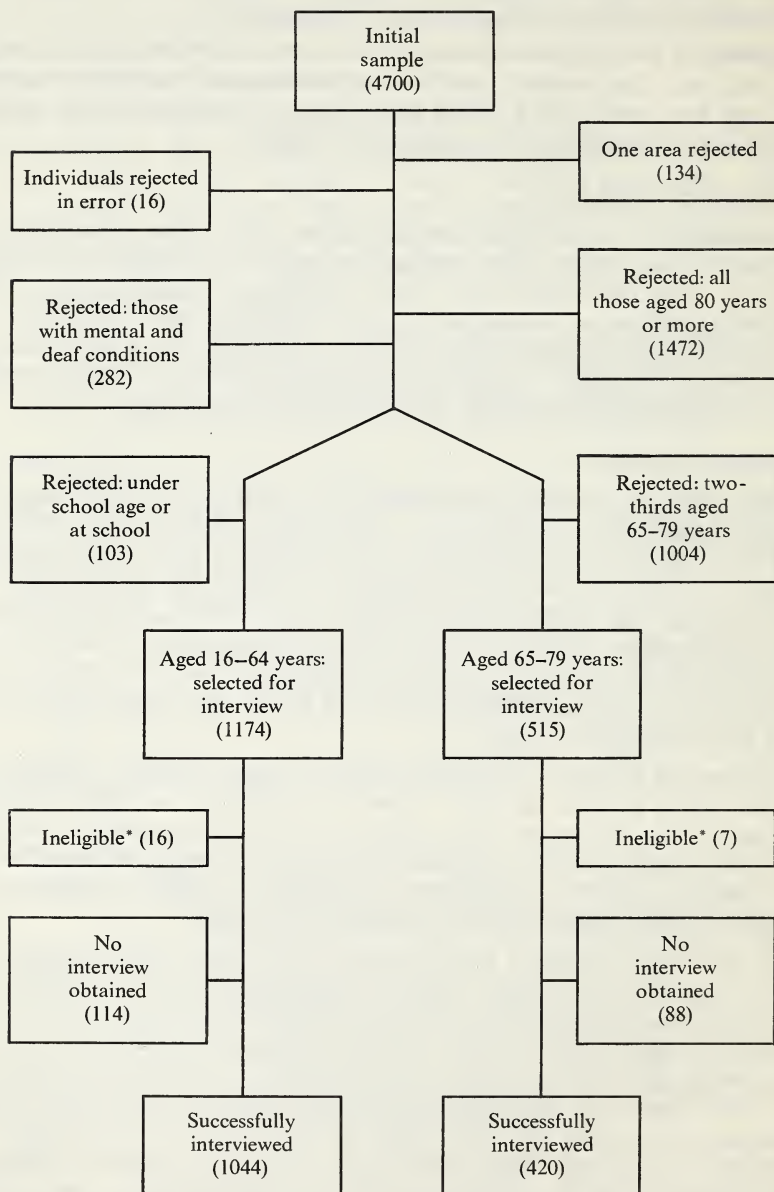 Initial
sample
(4700)
One area rejected
(134)
Individuals rejected
in error (16)
Rejected: all
those aged 80 years
or more
(1472)
Rejected: those
with mental and
deaf conditions
(282)
Rejected: under
school age or
at school
(103)
Rejected: two-
thirds aged
65–79 years
(1004)
Aged 16–64 years:
selected for
interview
(1174)
Aged 65–79 years:
selected for
interview
(515)
Ineligible* (16)
Ineligible* (7)
No
interview
obtained
(114)
No
interview
obtained
(88)
Successfully
interviewed
(1044)
Successfully
interviewed
(420)